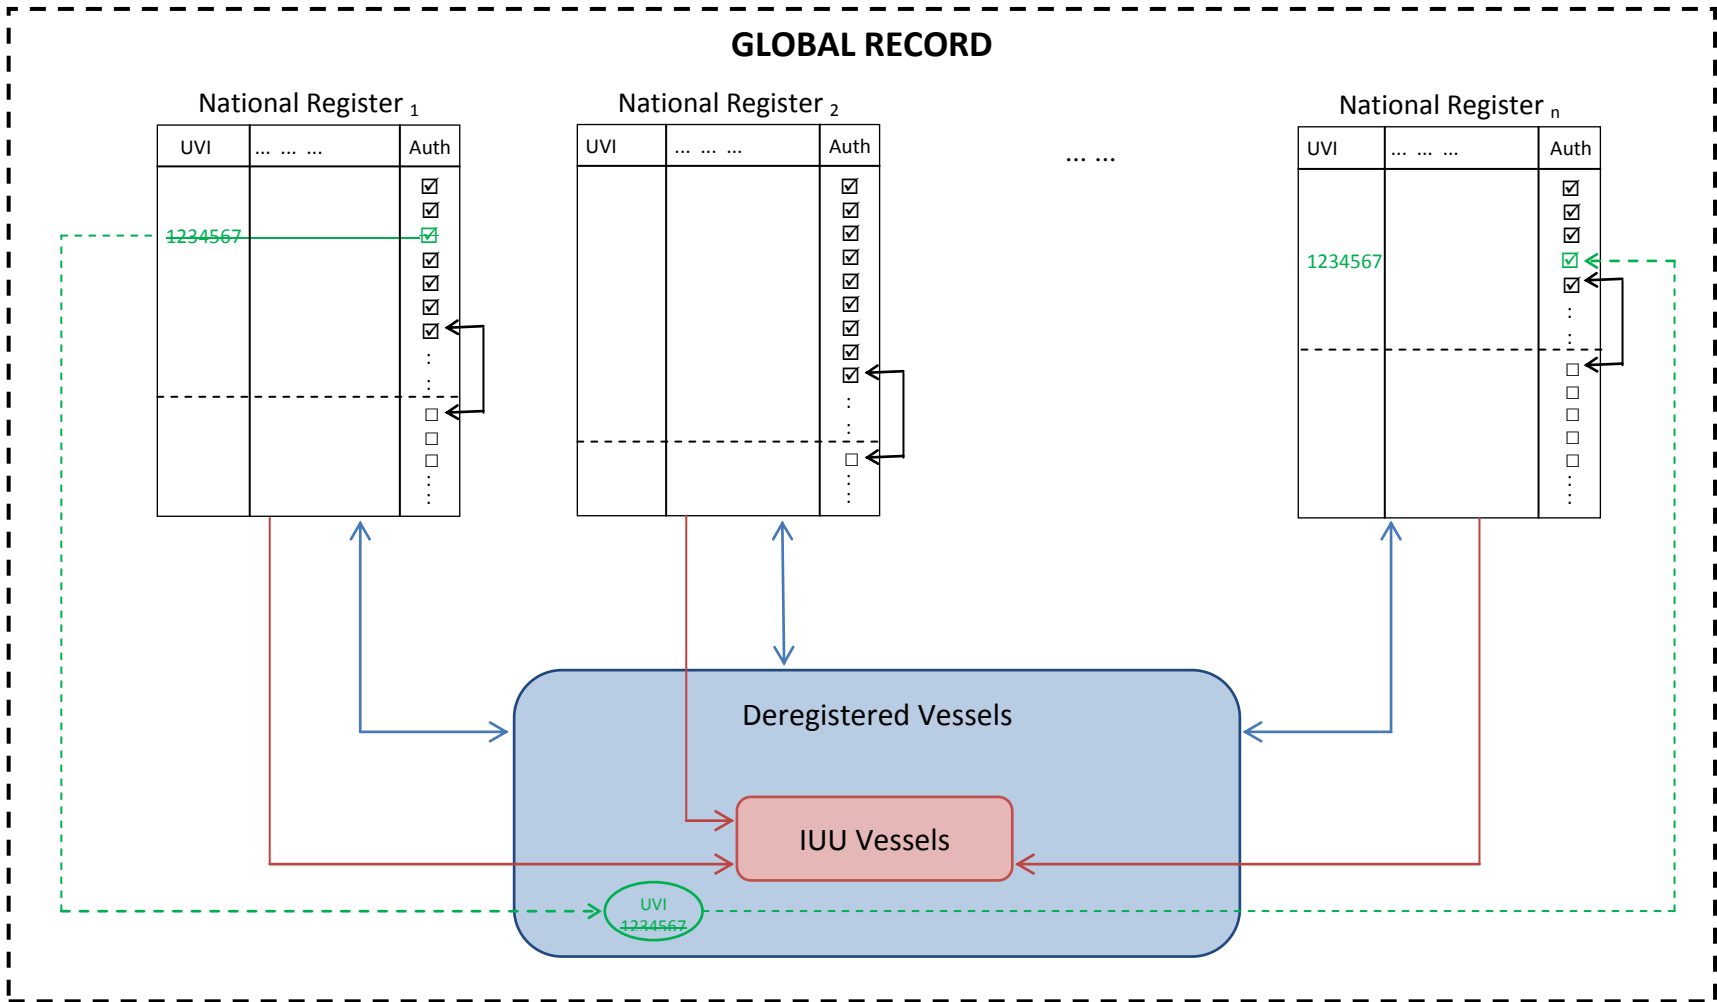 GLOBAL RECORD
National Register 1
UVI ... ... ... Auth
1234567
National Register 2
UVI ... ... ... Auth
... ...
National Register n
UVI ... ... ... Auth
1234567
Deregistered Vessels
IUU Vessels
UVI
1234567